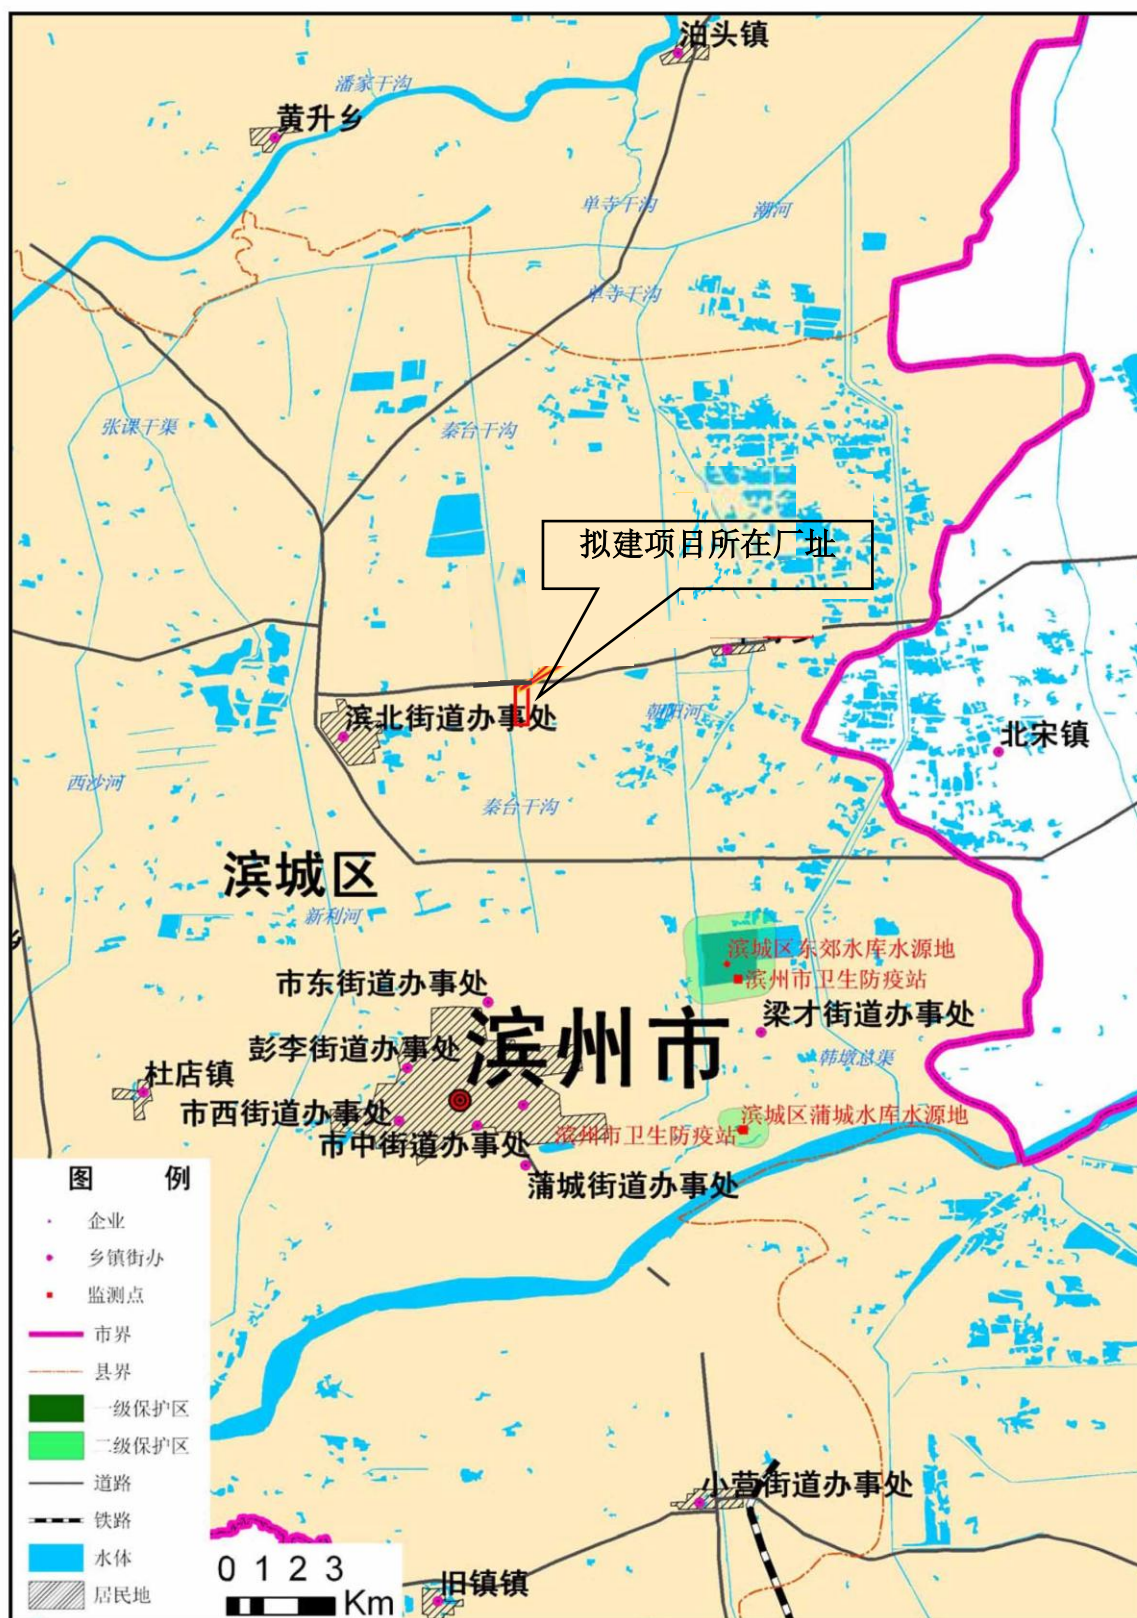 泊头镇
潘家干沟
黄升乡
单寺干沟
潮河
单寺干沟
张课干渠
秦台干沟
拟建项目所在厂址
滨北街道办事处
朝阳河
北宋镇
西沙河
秦台干沟
滨城区
新利河
滨城区东郊水库水源地
滨州市卫生防疫站
市东街道办事处
梁才街道办事处
滨州市
彭李街道办事处
韩墩总渠
杜店镇
市西街道办事处
滨城区蒲城水库水源地
滨州市卫生防疫站
市中街道办事处
蒲城街道办事处
图 例
企业
乡镇街办
监测点
市界
县界
一级保护区
二级保护区
道路
铁路
水体
居民地
小营街道办事处
0 1 2 3
Km
旧镇镇